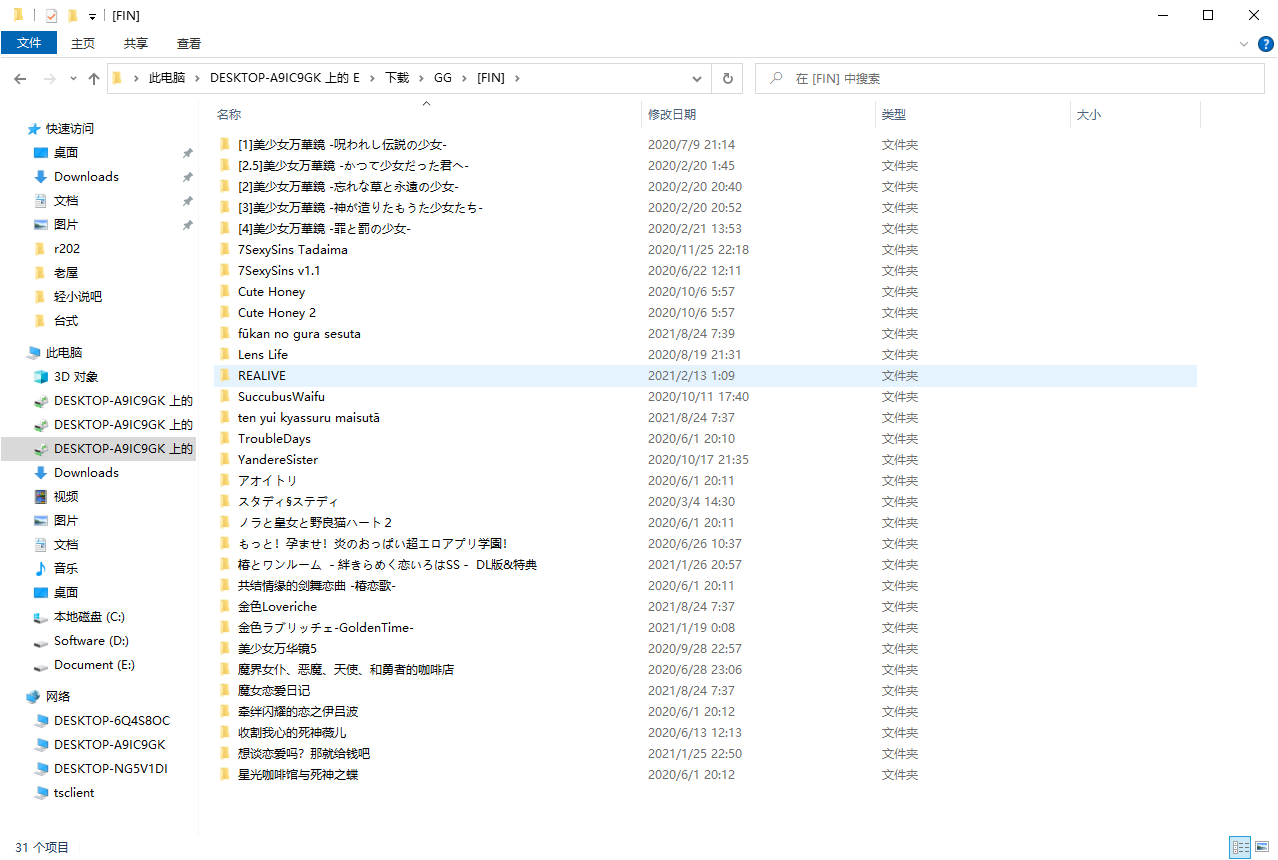 [FIN]
文件 主页 共享 查看
此电脑 DESKTOP-A9IC9GK 上的 E 下载 GG [FIN]
在 [FIN] 中搜索
名称 修改日期 类型 大小
快速访问
桌面
Downloads
文档
图片
r202
老屋
轻小说吧
台式
此电脑
3D 对象
DESKTOP-A9IC9GK 上的
DESKTOP-A9IC9GK 上的
DESKTOP-A9IC9GK 上的
Downloads
视频
图片
文档
音乐
桌面
本地磁盘 (C:)
Software (D:)
Document (E:)
网络
DESKTOP-6Q4S8OC
DESKTOP-A9IC9GK
DESKTOP-NG5V1DI
tsclient
[1]美少女万華鏡 -呪われし伝説の少女- 2020/7/9 21:14 文件夹
[2.5]美少女万華鏡 -かつて少女だった君へ- 2020/2/20 1:45 文件夹
[2]美少女万華鏡 -忘れな草と永遠の少女- 2020/2/20 20:40 文件夹
[3]美少女万華鏡 -神が造りたもうた少女たち- 2020/2/20 20:52 文件夹
[4]美少女万華鏡 -罪と罰の少女- 2020/2/21 13:53 文件夹
7SexySins Tadaima 2020/11/25 22:18 文件夹
7SexySins v1.1 2020/6/22 12:11 文件夹
Cute Honey 2020/10/6 5:57 文件夹
Cute Honey 2 2020/10/6 5:57 文件夹
fūkan no gura sesuta 2021/8/24 7:39 文件夹
Lens Life 2020/8/19 21:31 文件夹
REALIVE 2021/2/13 1:09 文件夹
SuccubusWaifu 2020/10/11 17:40 文件夹
ten yui kyassuru maisutā 2021/8/24 7:37 文件夹
TroubleDays 2020/6/1 20:10 文件夹
YandereSister 2020/10/17 21:35 文件夹
アオイトリ 2020/6/1 20:11 文件夹
スタディ§ステディ 2020/3/4 14:30 文件夹
ノラと皇女と野良猫ハート２ 2020/6/1 20:11 文件夹
もっと！孕ませ！炎のおっぱい超エロアプリ学園！ 2020/6/26 10:37 文件夹
椿とワンルーム - 絆きらめく恋いろはSS - DL版&特典 2021/1/26 20:57 文件夹
共结情缘的剑舞恋曲 -椿恋歌- 2020/6/1 20:11 文件夹
金色Loveriche 2021/8/24 7:37 文件夹
金色ラブリッチェ-GoldenTime- 2021/1/19 0:08 文件夹
美少女万华镜5 2020/9/28 22:57 文件夹
魔界女仆、恶魔、天使、和勇者的咖啡店 2020/6/28 23:06 文件夹
魔女恋爱日记 2021/8/24 7:37 文件夹
牵绊闪耀的恋之伊吕波 2020/6/1 20:12 文件夹
收割我心的死神薇儿 2020/6/13 12:13 文件夹
想谈恋爱吗？那就给钱吧 2021/1/25 22:50 文件夹
星光咖啡馆与死神之蝶 2020/6/1 20:12 文件夹
31 个项目